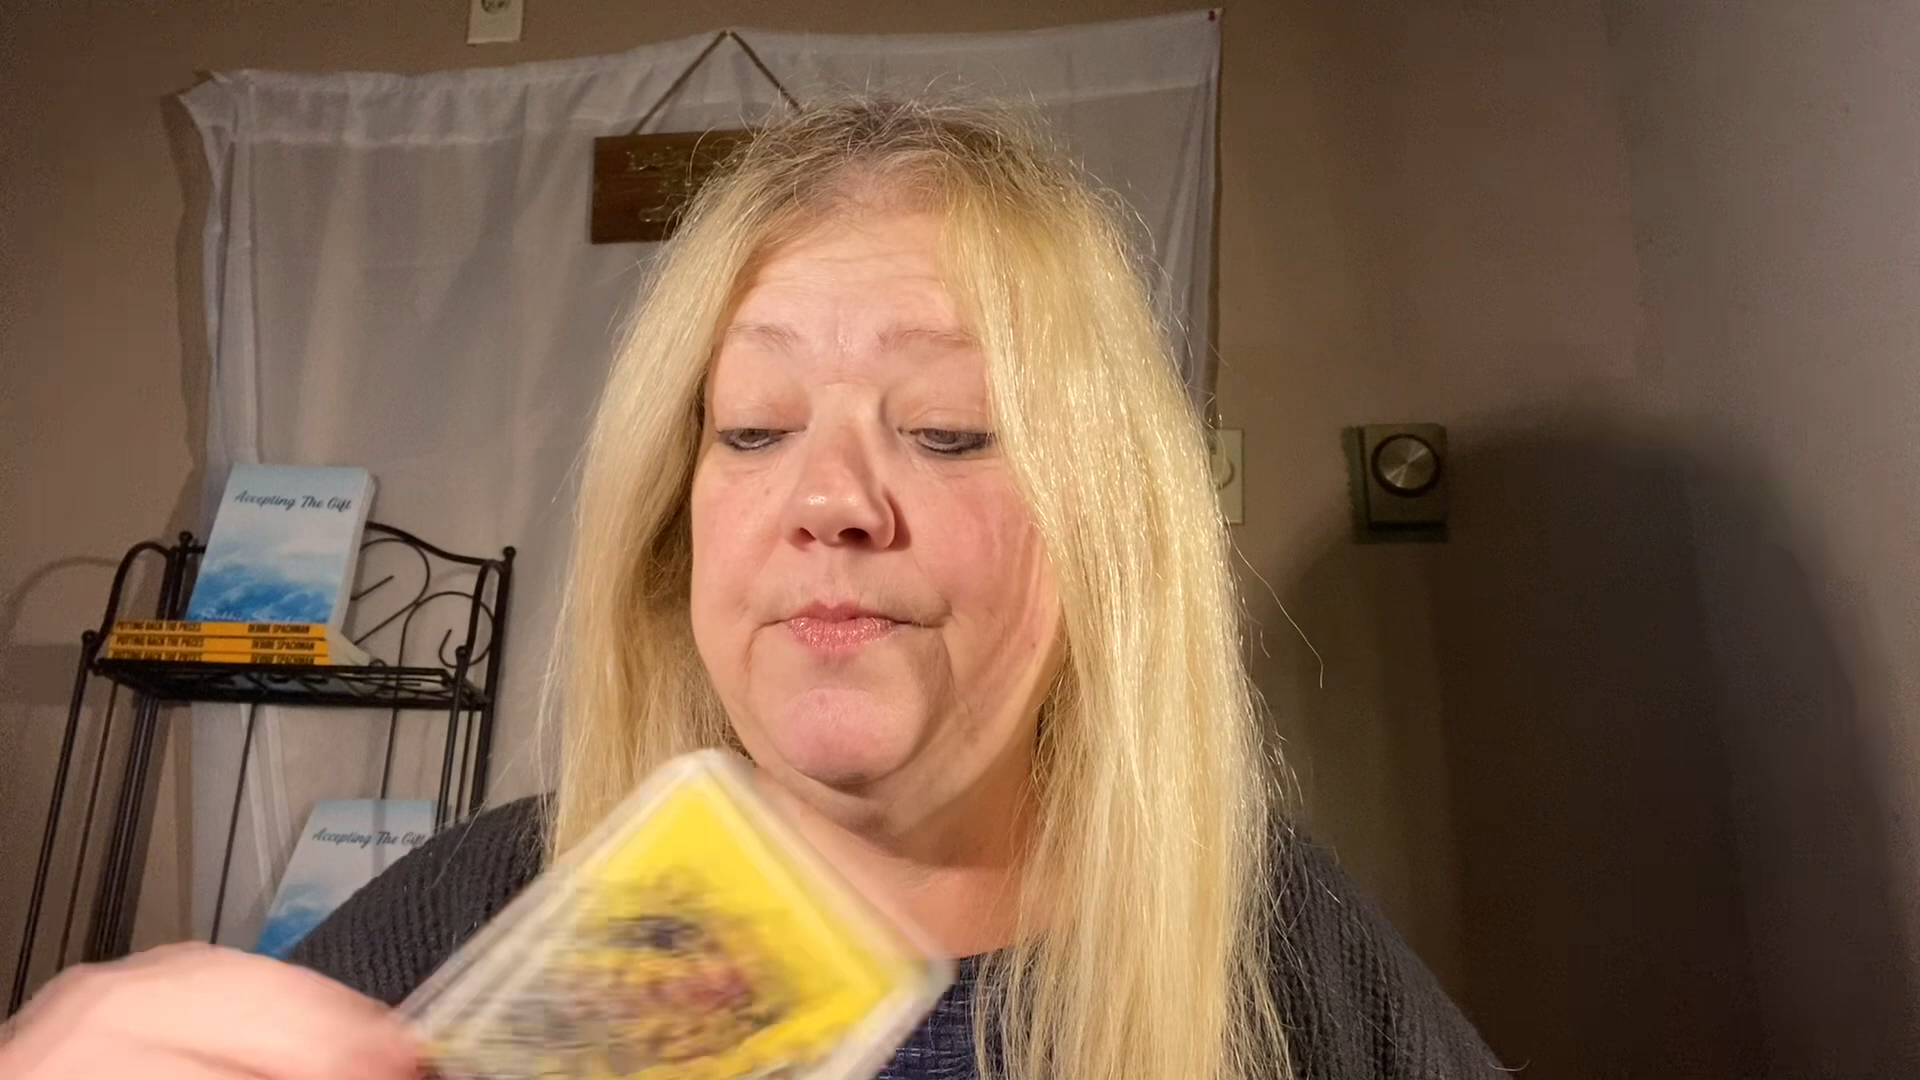 Accepting The Gift
PUTTING BACK THE PIECES DEBBIE SPACHMAN
PUTTING BACK THE PIECES DEBBIE SPACHMAN
PUTTING BACK THE PIECES DEBBIE SPACHMAN
Accepting The Gift